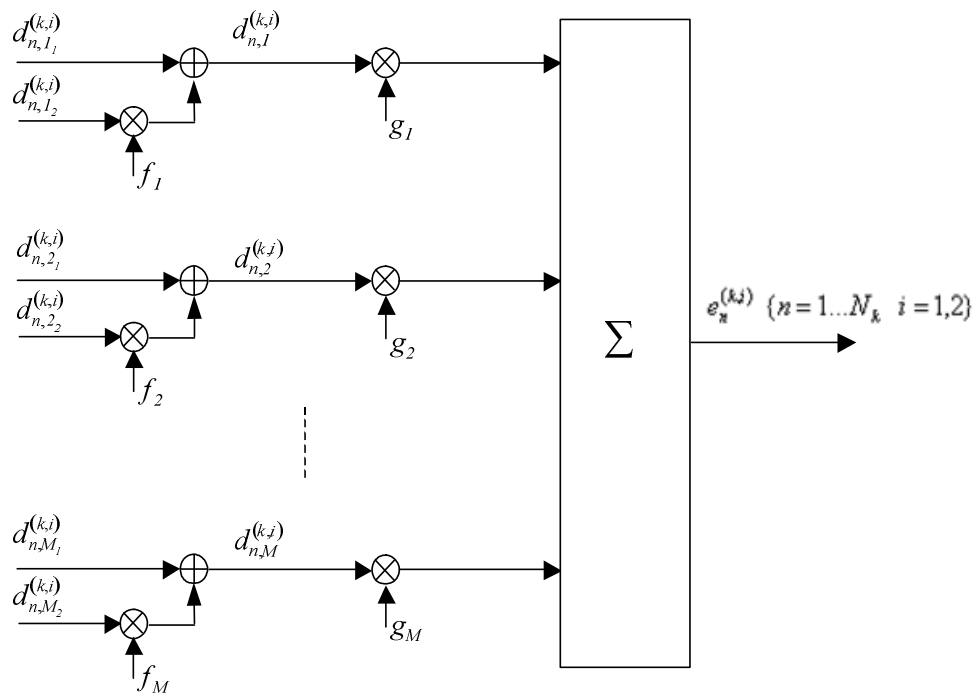 d_{n,1_1}^{(k,i)}
d_{n,1}^{(k,i)}
d_{n,1_2}^{(k,i)}
g_1
f_1
d_{n,2_1}^{(k,i)}
d_{n,2}^{(k,i)}
d_{n,2_2}^{(k,i)}
g_2
f_2
Σ
e_n^{(k,i)} {n = 1...N_k i = 1,2}
d_{n,M_1}^{(k,i)}
d_{n,M}^{(k,i)}
d_{n,M_2}^{(k,i)}
g_M
f_M